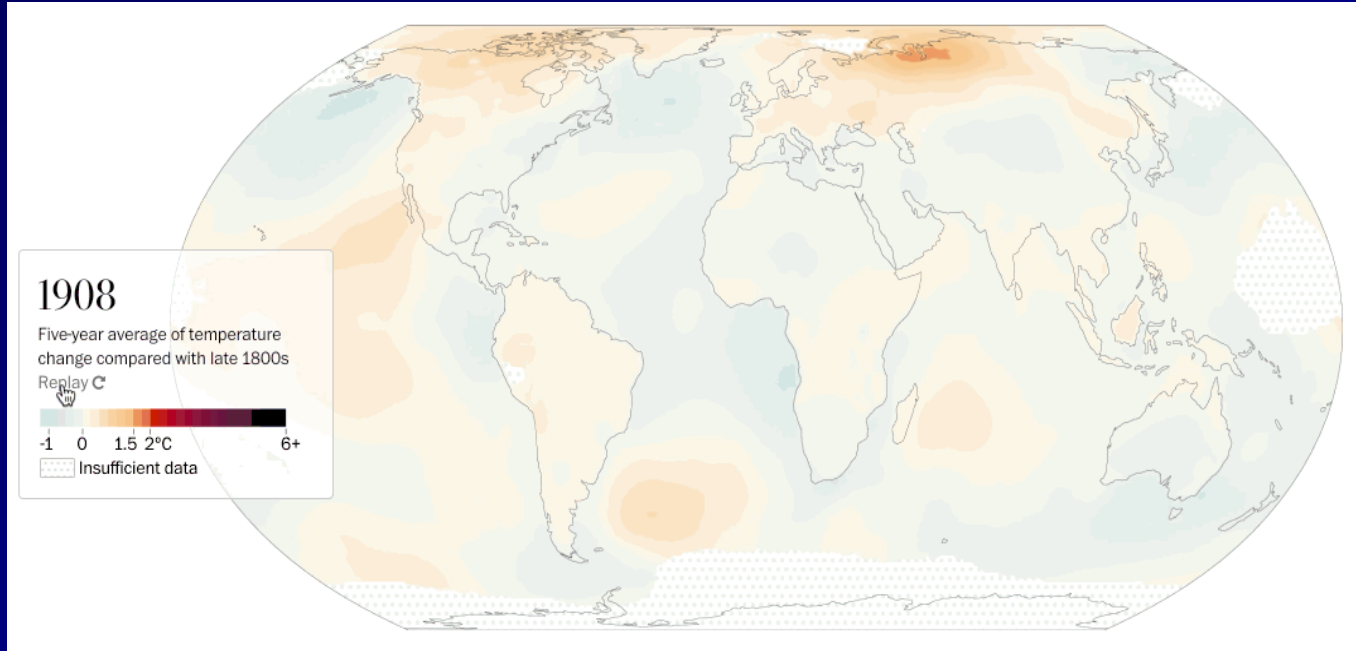 1908
Five-year average of temperature
change compared with late 1800s
Replay
-1 0 1.5 2°C 6+
Insufficient data